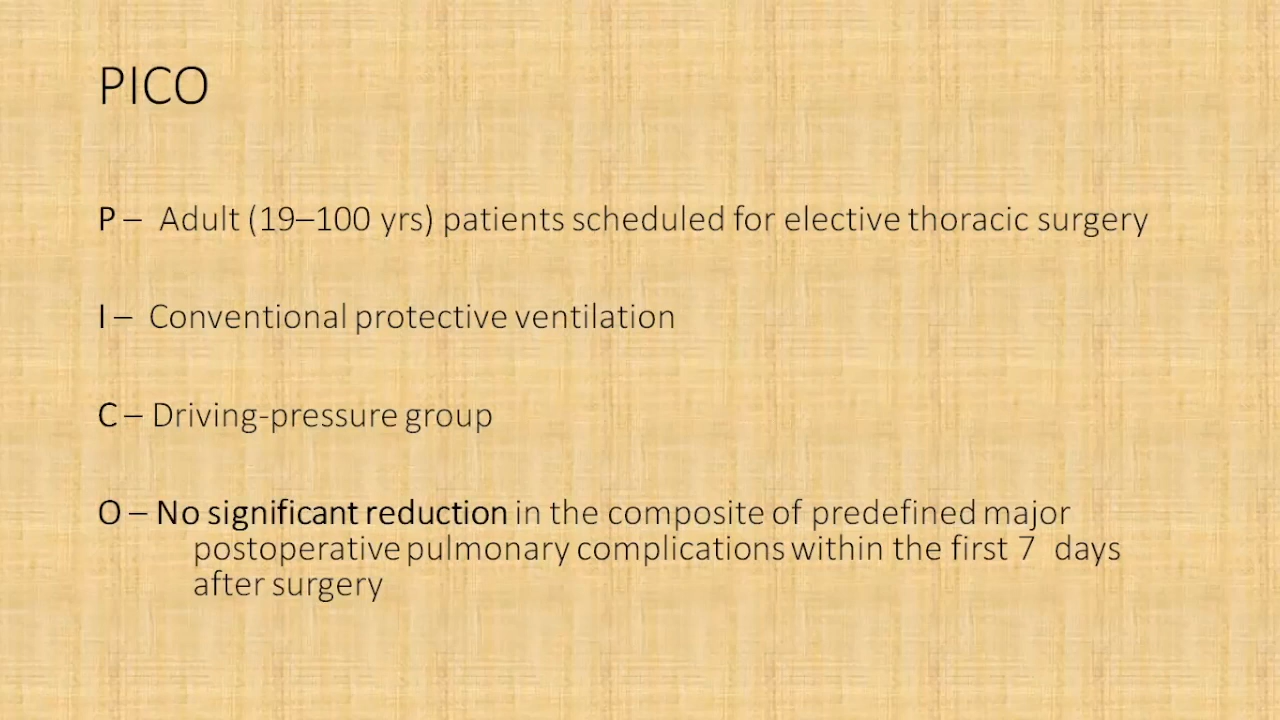 PICO
P – Adult (19–100 yrs) patients scheduled for elective thoracic surgery
I – Conventional protective ventilation
C – Driving-pressure group
O – No significant reduction in the composite of predefined major
postoperative pulmonary complications within the first 7 days
after surgery